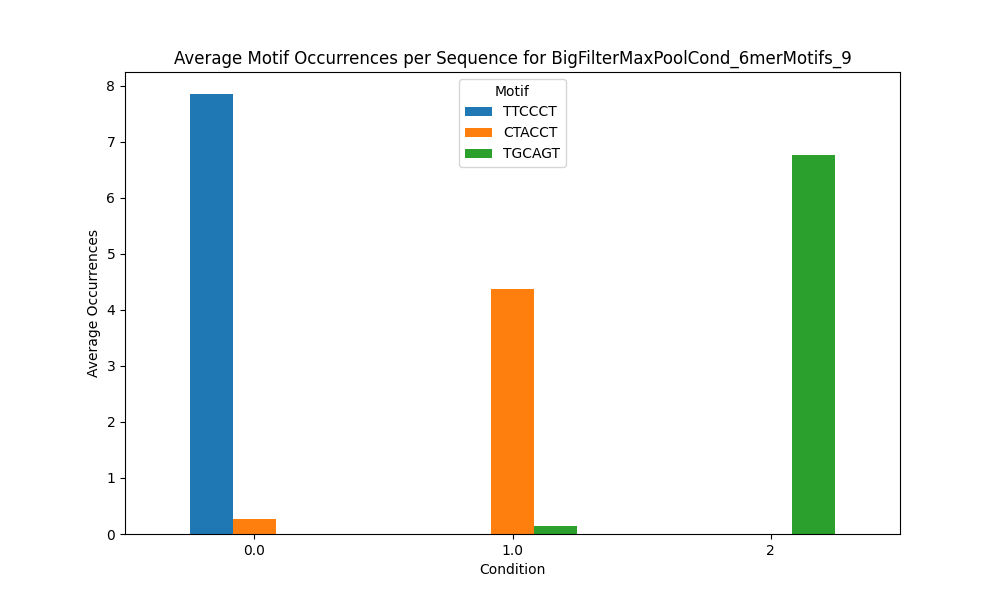 Average Motif Occurrences per Sequence for BigFilterMaxPoolCond_6merMotifs_9
8
7
6
5
4
3
2
1
0
Average Occurrences
Motif
TTCCCT
CTACCT
TGCAGT
0.0
1.0
2
Condition